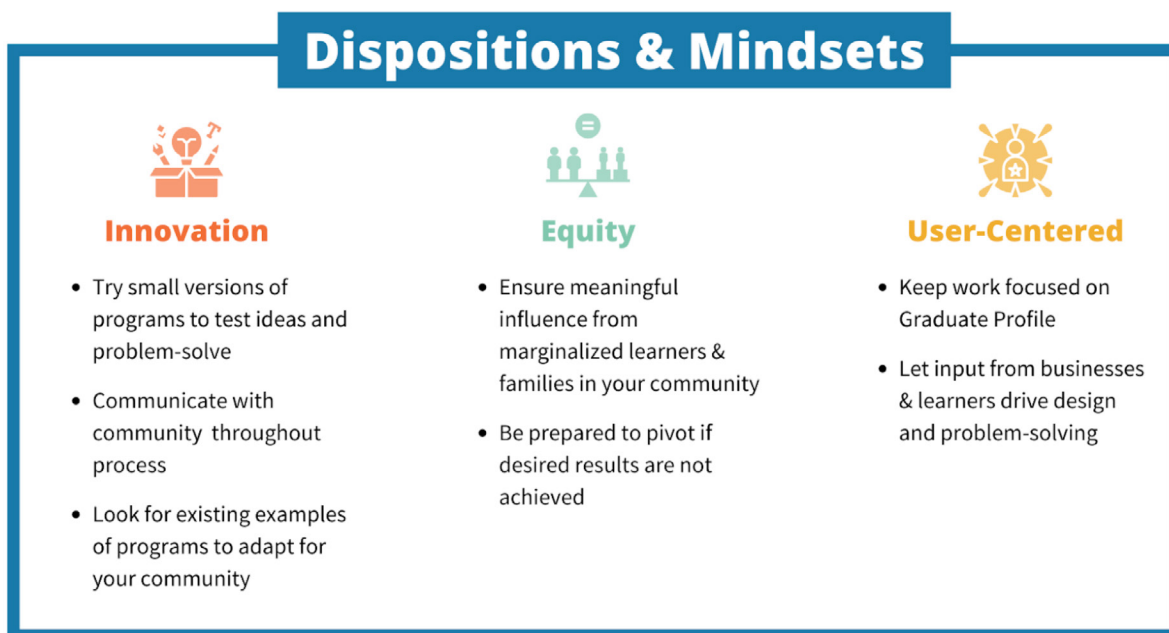 Dispositions & Mindsets
Innovation
• Try small versions of
programs to test ideas and
problem-solve
• Communicate with
community throughout
process
• Look for existing examples
of programs to adapt for
your community
Equity
• Ensure meaningful
influence from
marginalized learners &
families in your community
• Be prepared to pivot if
desired results are not
achieved
User-Centered
• Keep work focused on
Graduate Profile
• Let input from businesses
& learners drive design
and problem-solving